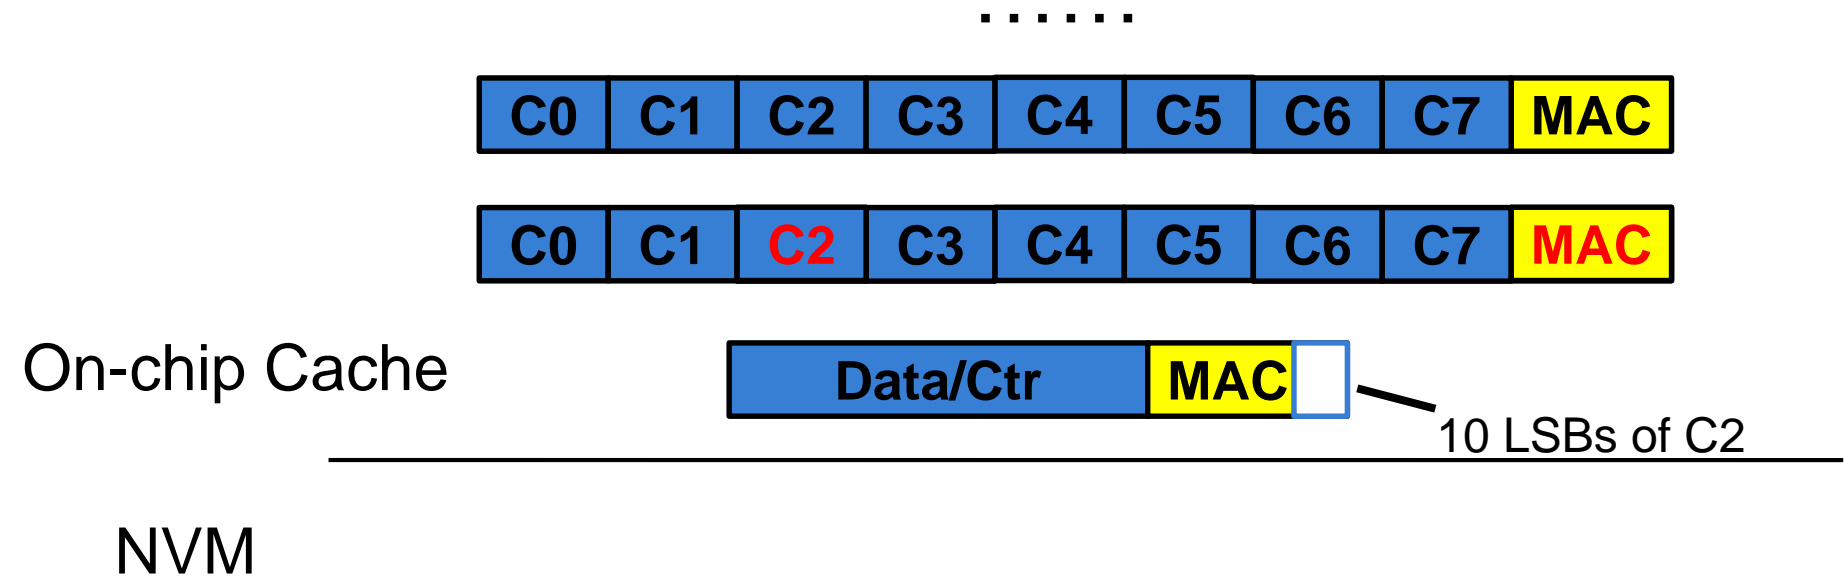 ......
C0 C1 C2 C3 C4 C5 C6 C7 MAC
C0 C1 C2 C3 C4 C5 C6 C7 MAC
On-chip Cache
Data/Ctr MAC
10 LSBs of C2
NVM